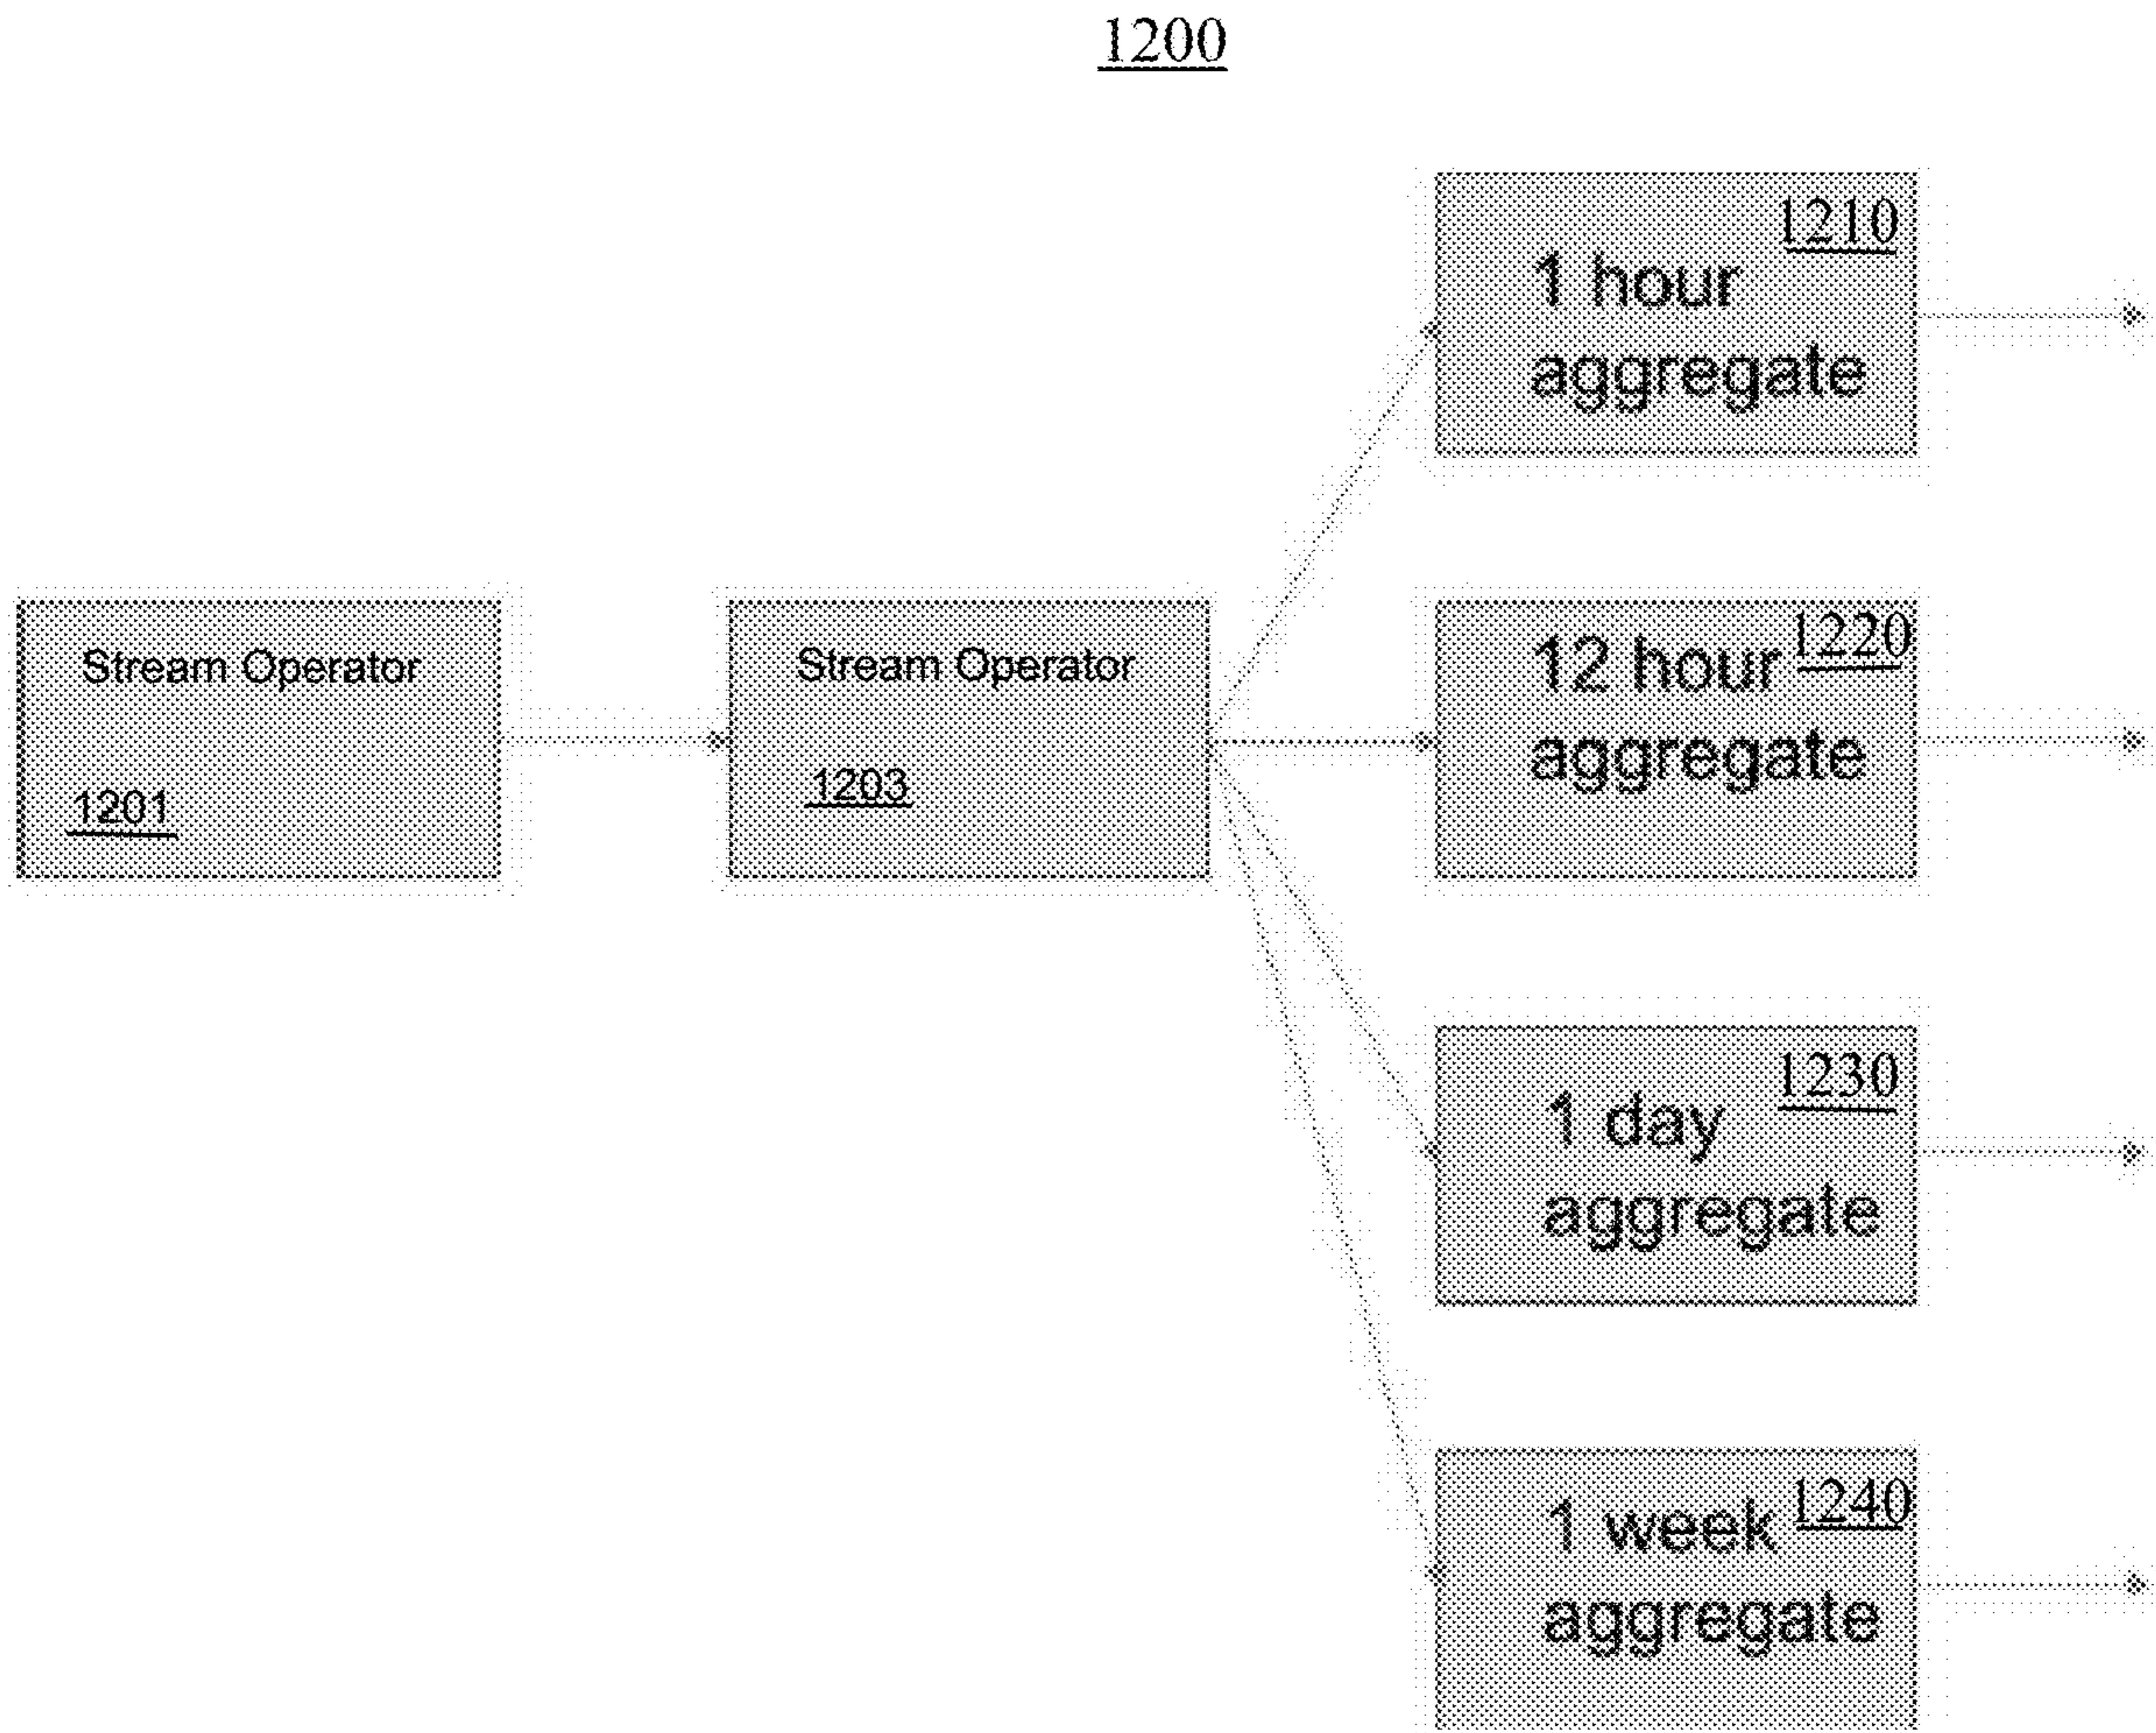 1200
1210
1 hour
aggregate
Stream Operator
1201
Stream Operator
1203
12 hour 1220
aggregate
1230
1 day
aggregate
1 week 1240
aggregate